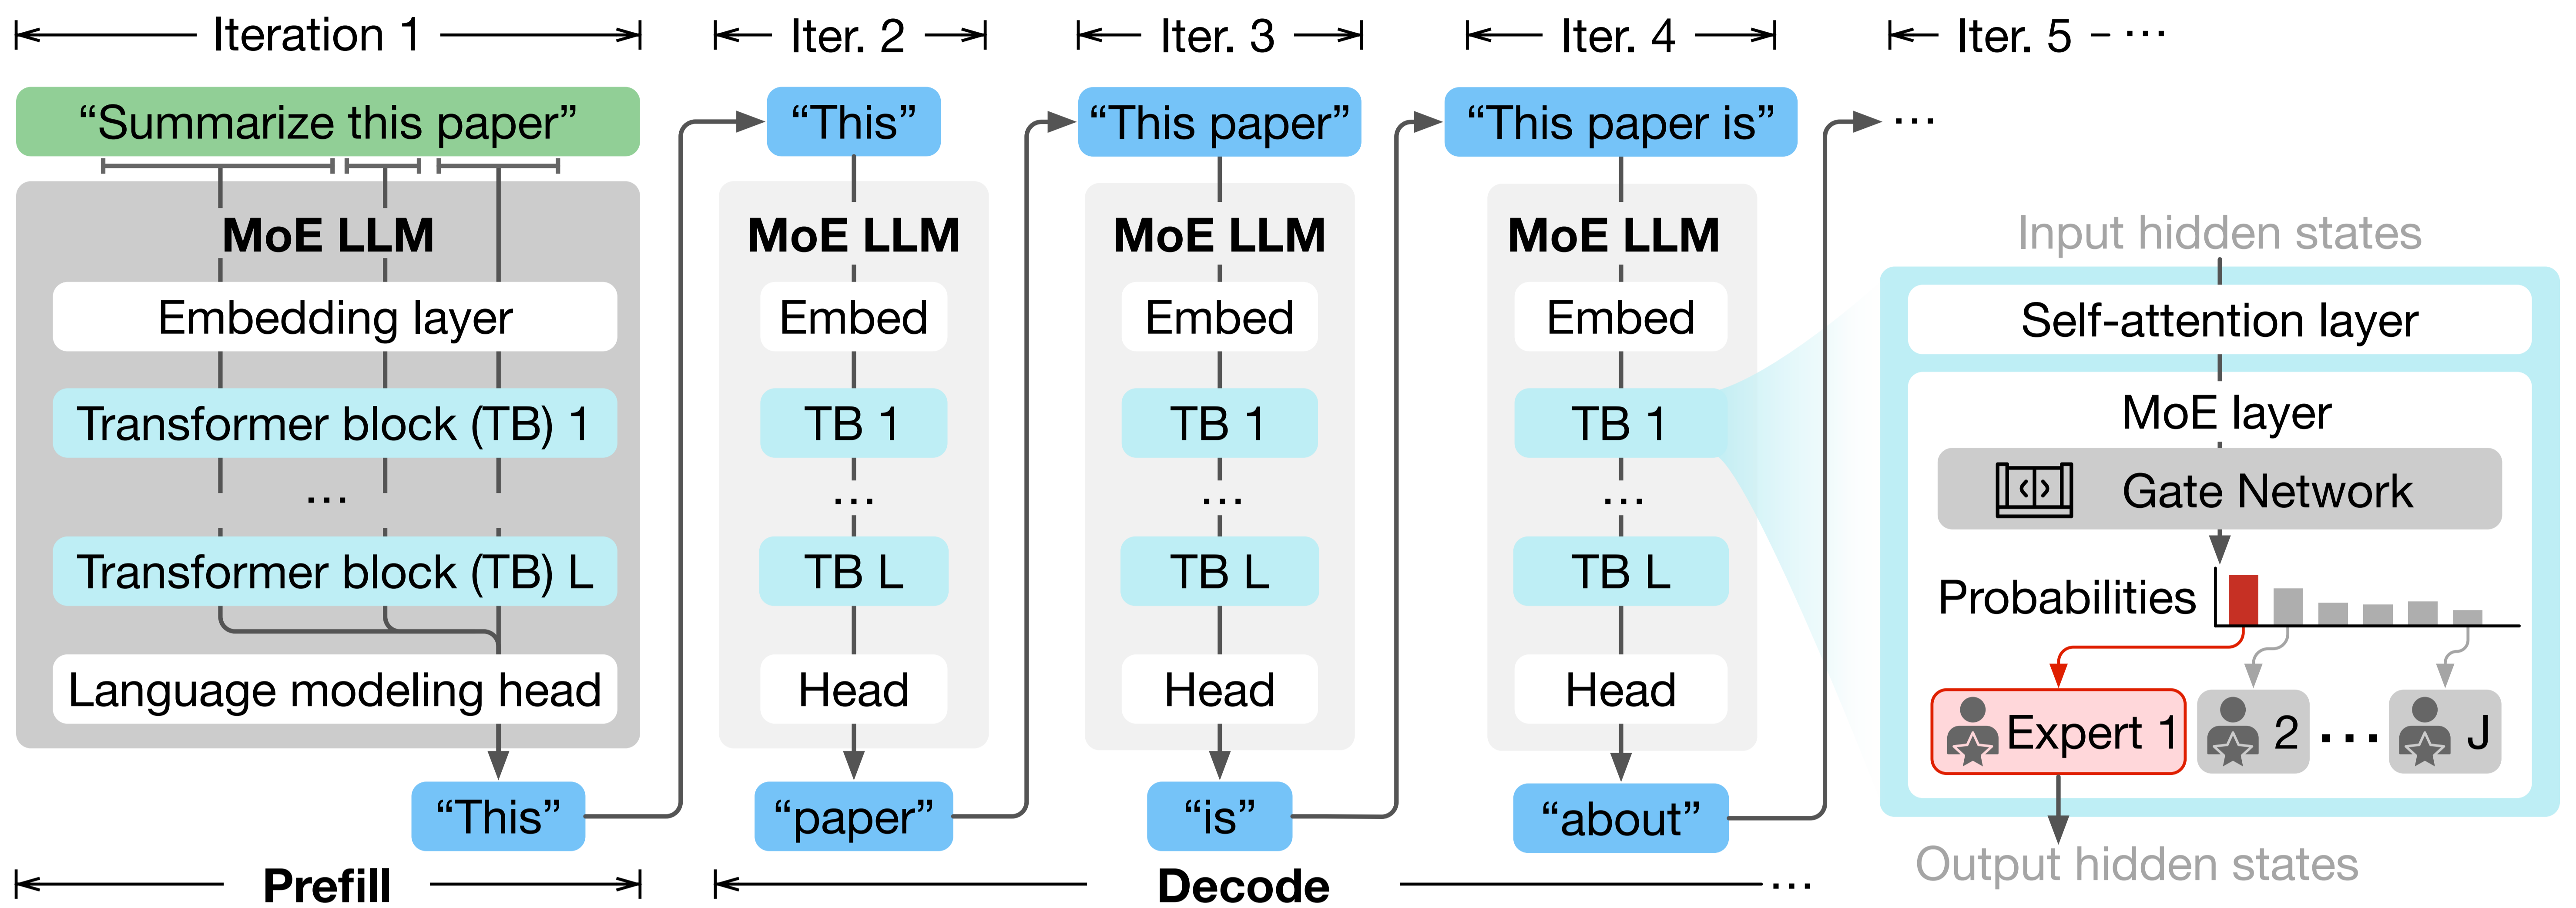 Iteration 1
Iter. 2
Iter. 3
Iter. 4
Iter. 5 – ...
“Summarize this paper”
“This”
“This paper”
“This paper is”
...
MoE LLM
Embedding layer
Transformer block (TB) 1
...
Transformer block (TB) L
Language modeling head
“This”
MoE LLM
Embed
TB 1
...
TB L
Head
“paper”
MoE LLM
Embed
TB 1
...
TB L
Head
“is”
MoE LLM
Embed
TB 1
...
TB L
Head
“about”
Input hidden states
Self-attention layer
MoE layer
Gate Network
Probabilities
Expert 1
2
...
J
Output hidden states
Prefill
Decode
...